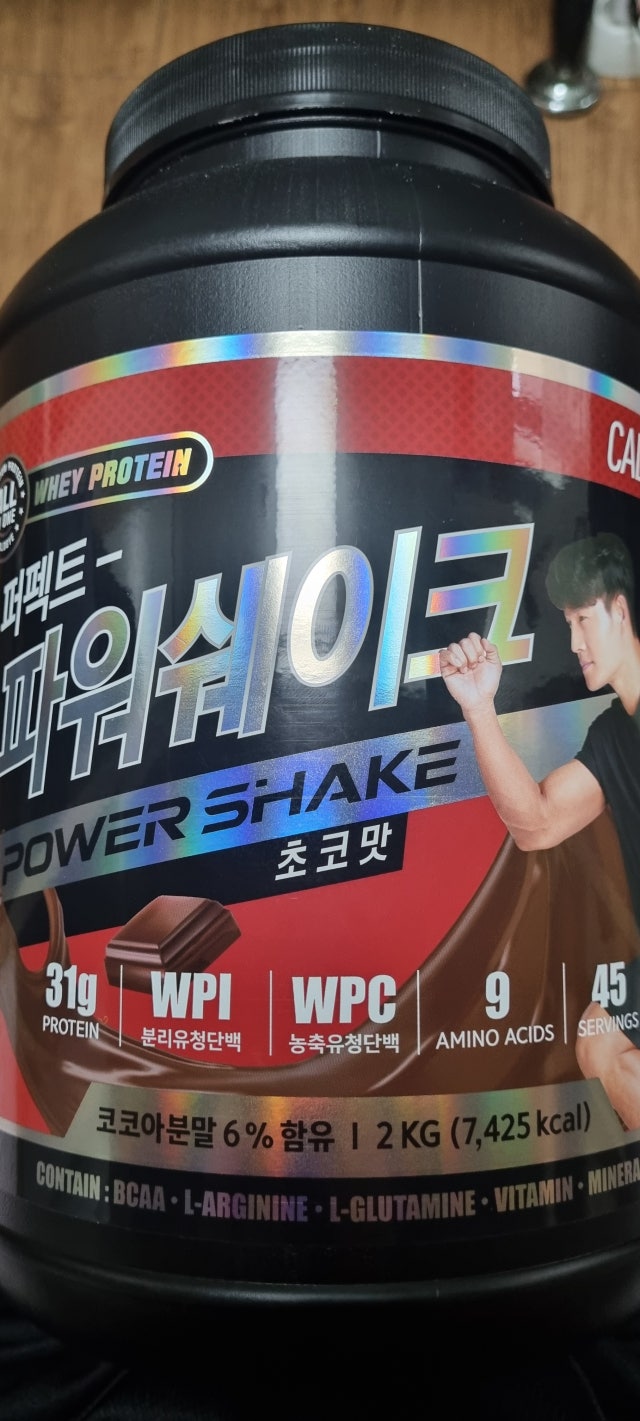 WHEY PROTEIN
퍼펙트-
파워쉐이크
POWER SHAKE
초코맛
31g
PROTEIN
WPI
분리유청단백
WPC
농축유청단백
9
AMINO ACIDS
45
SERVINGS
코코아분말 6% 함유 | 2 KG (7,425 kcal)
CONTAIN : BCAA · L-ARGININE · L-GLUTAMINE · VITAMIN ·